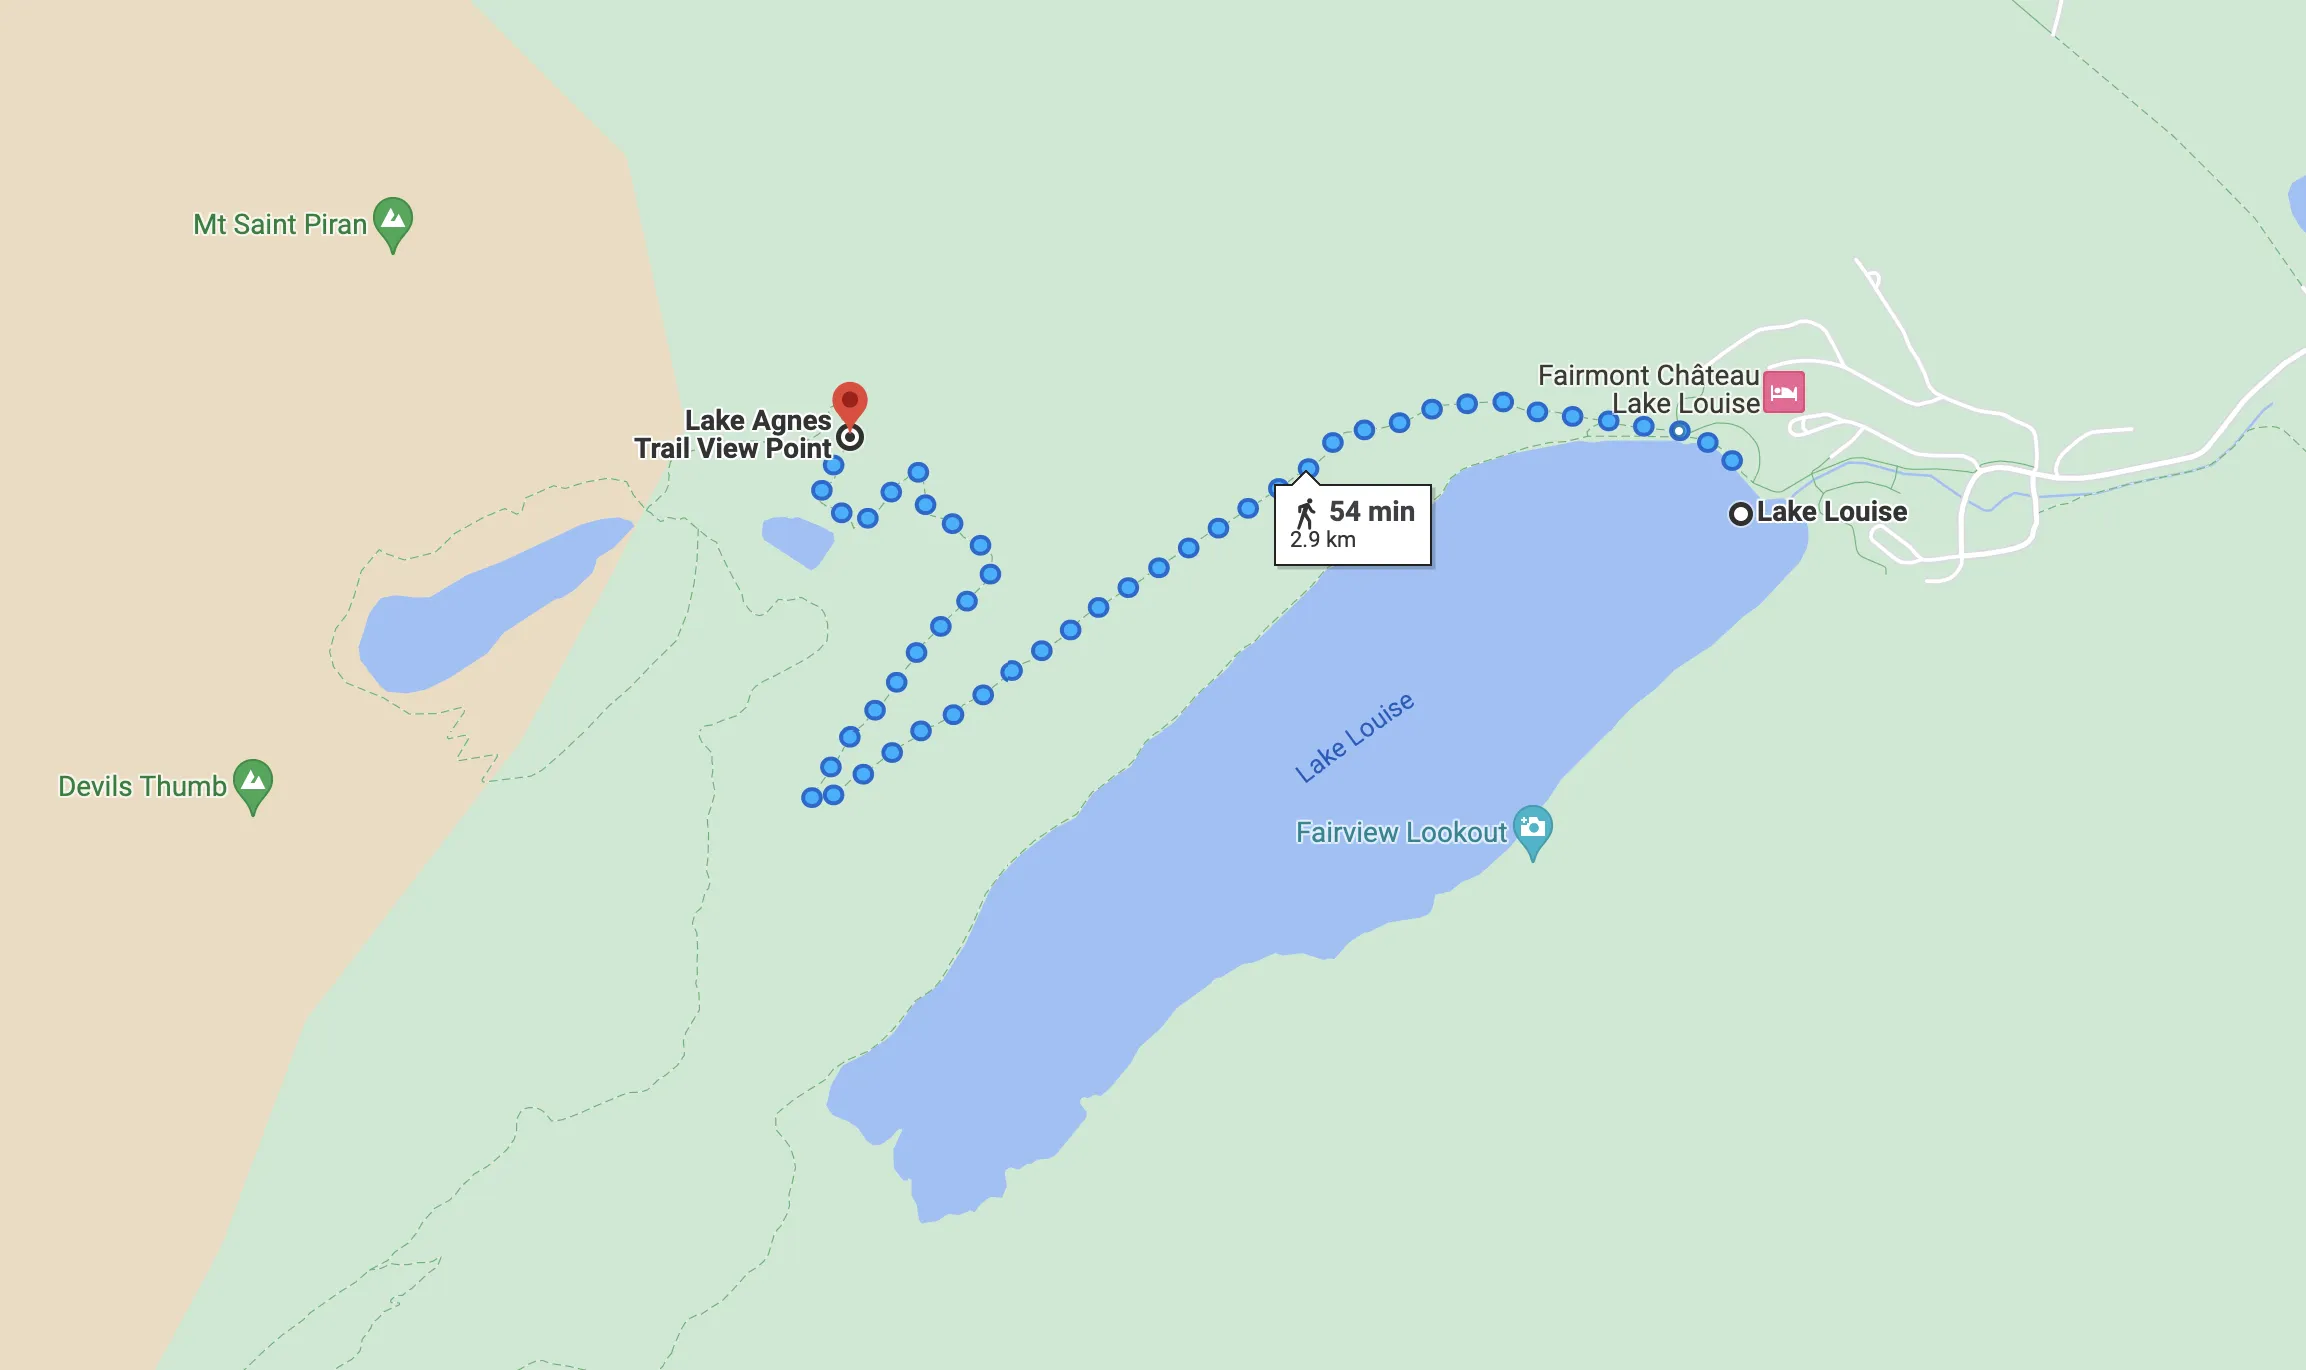 Mt Saint Piran
Fairmont Château
Lake Louise
Lake Agnes
Trail View Point
54 min
2.9 km
Lake Louise
Lake Louise
Devils Thumb
Fairview Lookout